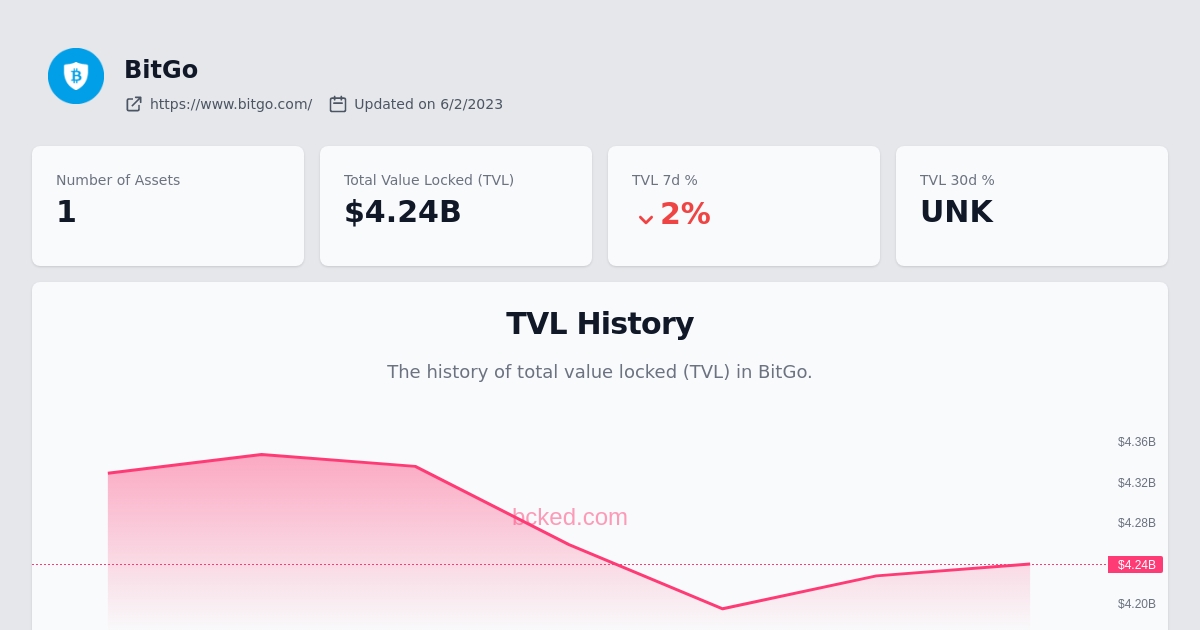 BitGo
https://www.bitgo.com/ Updated on 6/2/2023
Number of Assets
1
Total Value Locked (TVL)
$4.24B
TVL 7d %
2%
TVL 30d %
UNK
TVL History
The history of total value locked (TVL) in BitGo.
$4.36B
$4.32B
bcked.com
$4.28B
$4.24B
$4.20B